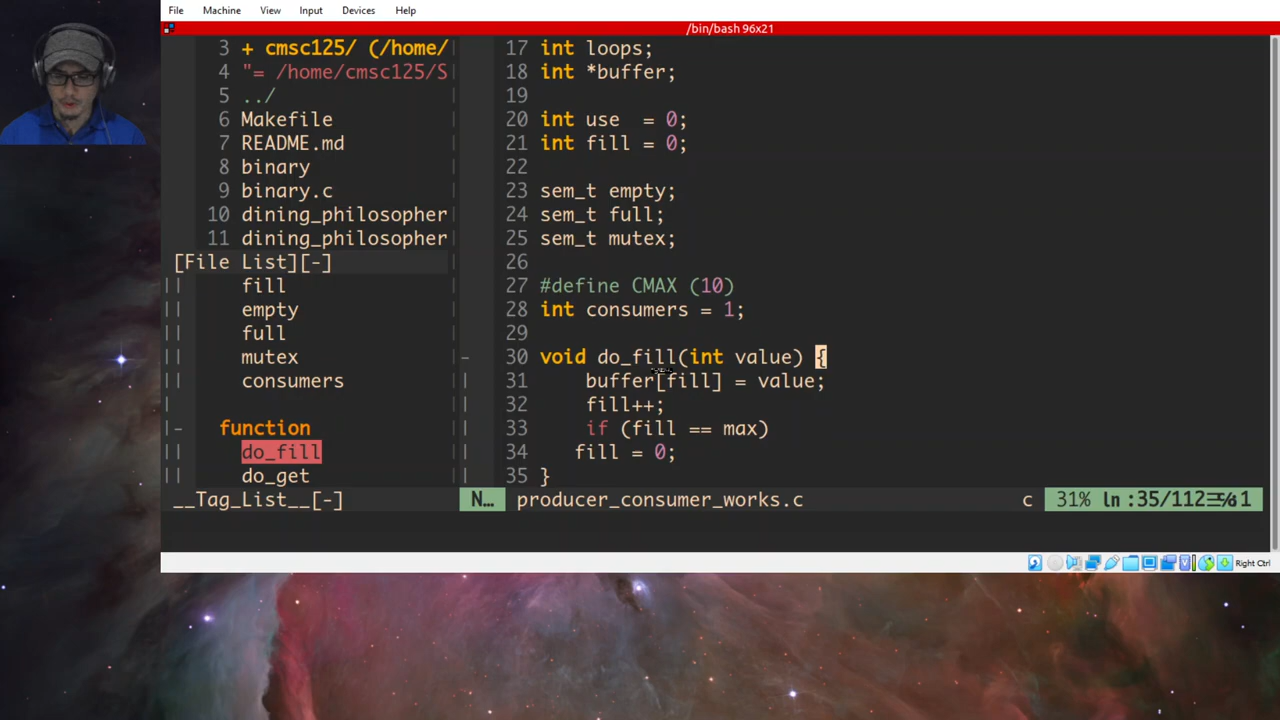 File Machine View Input Devices Help
/bin/bash 96x21
3 + cmsc125/ (/home/
4 "= /home/cmsc125/S
5 ../
6 Makefile
7 README.md
8 binary
9 binary.c
10 dining_philosopher
11 dining_philosopher
[File List][-]
|| fill
|| empty
|| full
|| mutex
|| consumers
|
|- function
|| do_fill
|| do_get
__Tag_List__[-]
17 int loops;
18 int *buffer;
19
20 int use = 0;
21 int fill = 0;
22
23 sem_t empty;
24 sem_t full;
25 sem_t mutex;
26
27 #define CMAX (10)
28 int consumers = 1;
29
- 30 void do_fill(int value) {
| 31 buffer[fill] = value;
| 32 fill++;
| 33 if (fill == max)
| 34 fill = 0;
| 35 }
N… producer_consumer_works.c c 31% ln :35/112
Right Ctrl